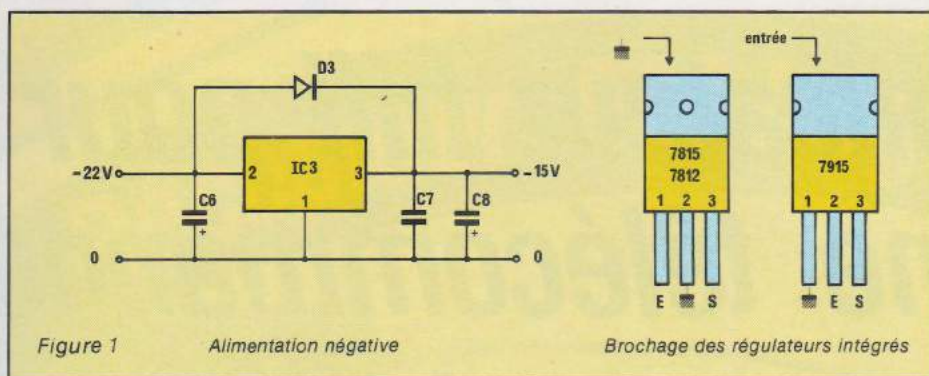 D3
-22V
2
IC3
3
-15V
1
C6
+
C7
C8
+
0
0
Figure 1
Alimentation négative
entrée
7815
7812
1 2 3
E S
7915
1 2 3
E S
Brochage des régulateurs intégrés